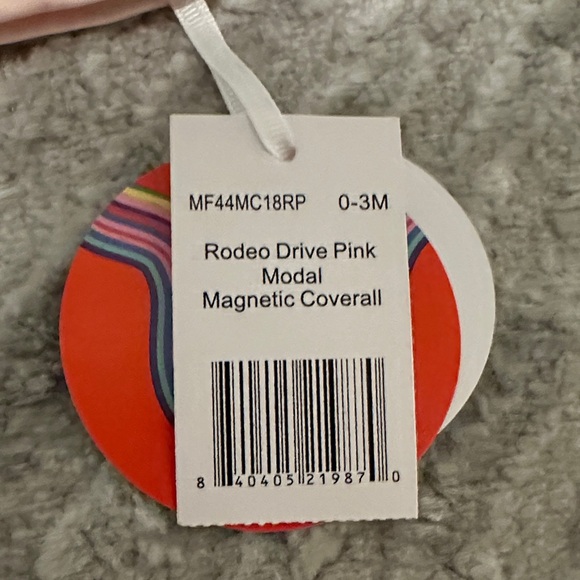 MF44MC18RP 0-3M
Rodeo Drive Pink
Modal
Magnetic Coverall
8 40405 21987 0